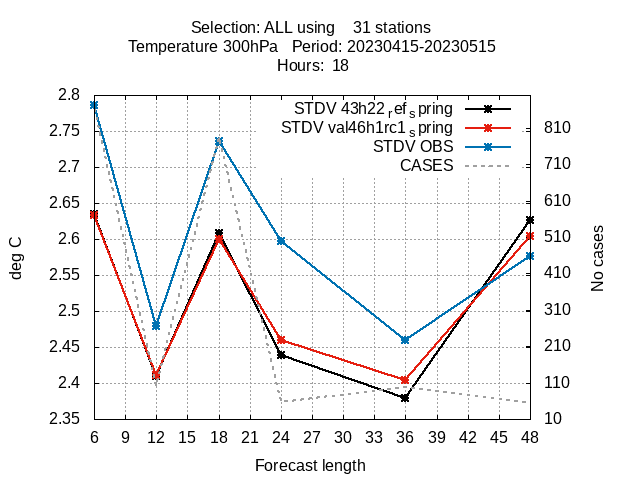 Selection: ALL using    31 stations
Temperature 300hPa   Period: 20230415-20230515
Hours:  18
STDV 43h22_ref_spring
STDV val46h1rc1_spring
STDV OBS
CASES
deg C
No cases
2.8
2.75
2.7
2.65
2.6
2.55
2.5
2.45
2.4
2.35
810
710
610
510
410
310
210
110
10
6 9 12 15 18 21 24 27 30 33 36 39 42 45 48
Forecast length